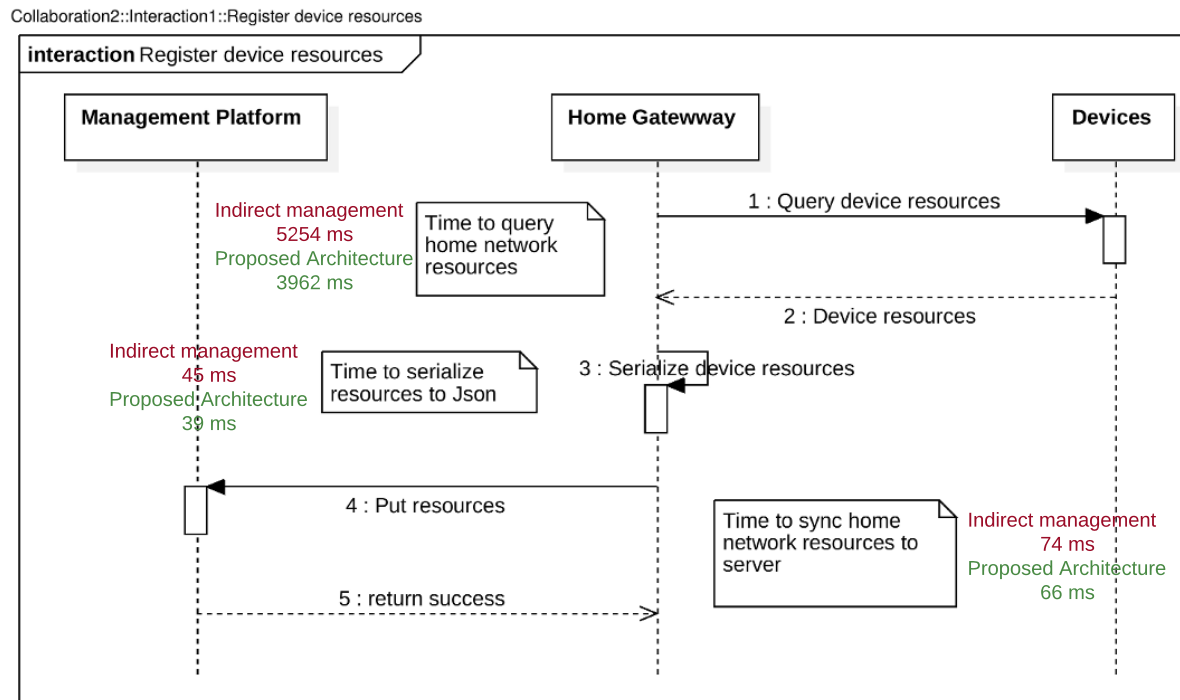 Collaboration2::Interaction1::Register device resources
interaction Register device resources
Management Platform
Home Gatewway
Devices
1 : Query device resources
Indirect management
5254 ms
Proposed Architecture
3962 ms
Time to query
home network
resources
2 : Device resources
Indirect management
45 ms
Proposed Architecture
39 ms
Time to serialize
resources to Json
3 : Serialize device resources
4 : Put resources
Time to sync home
network resources to
server
Indirect management
74 ms
Proposed Architecture
66 ms
5 : return success